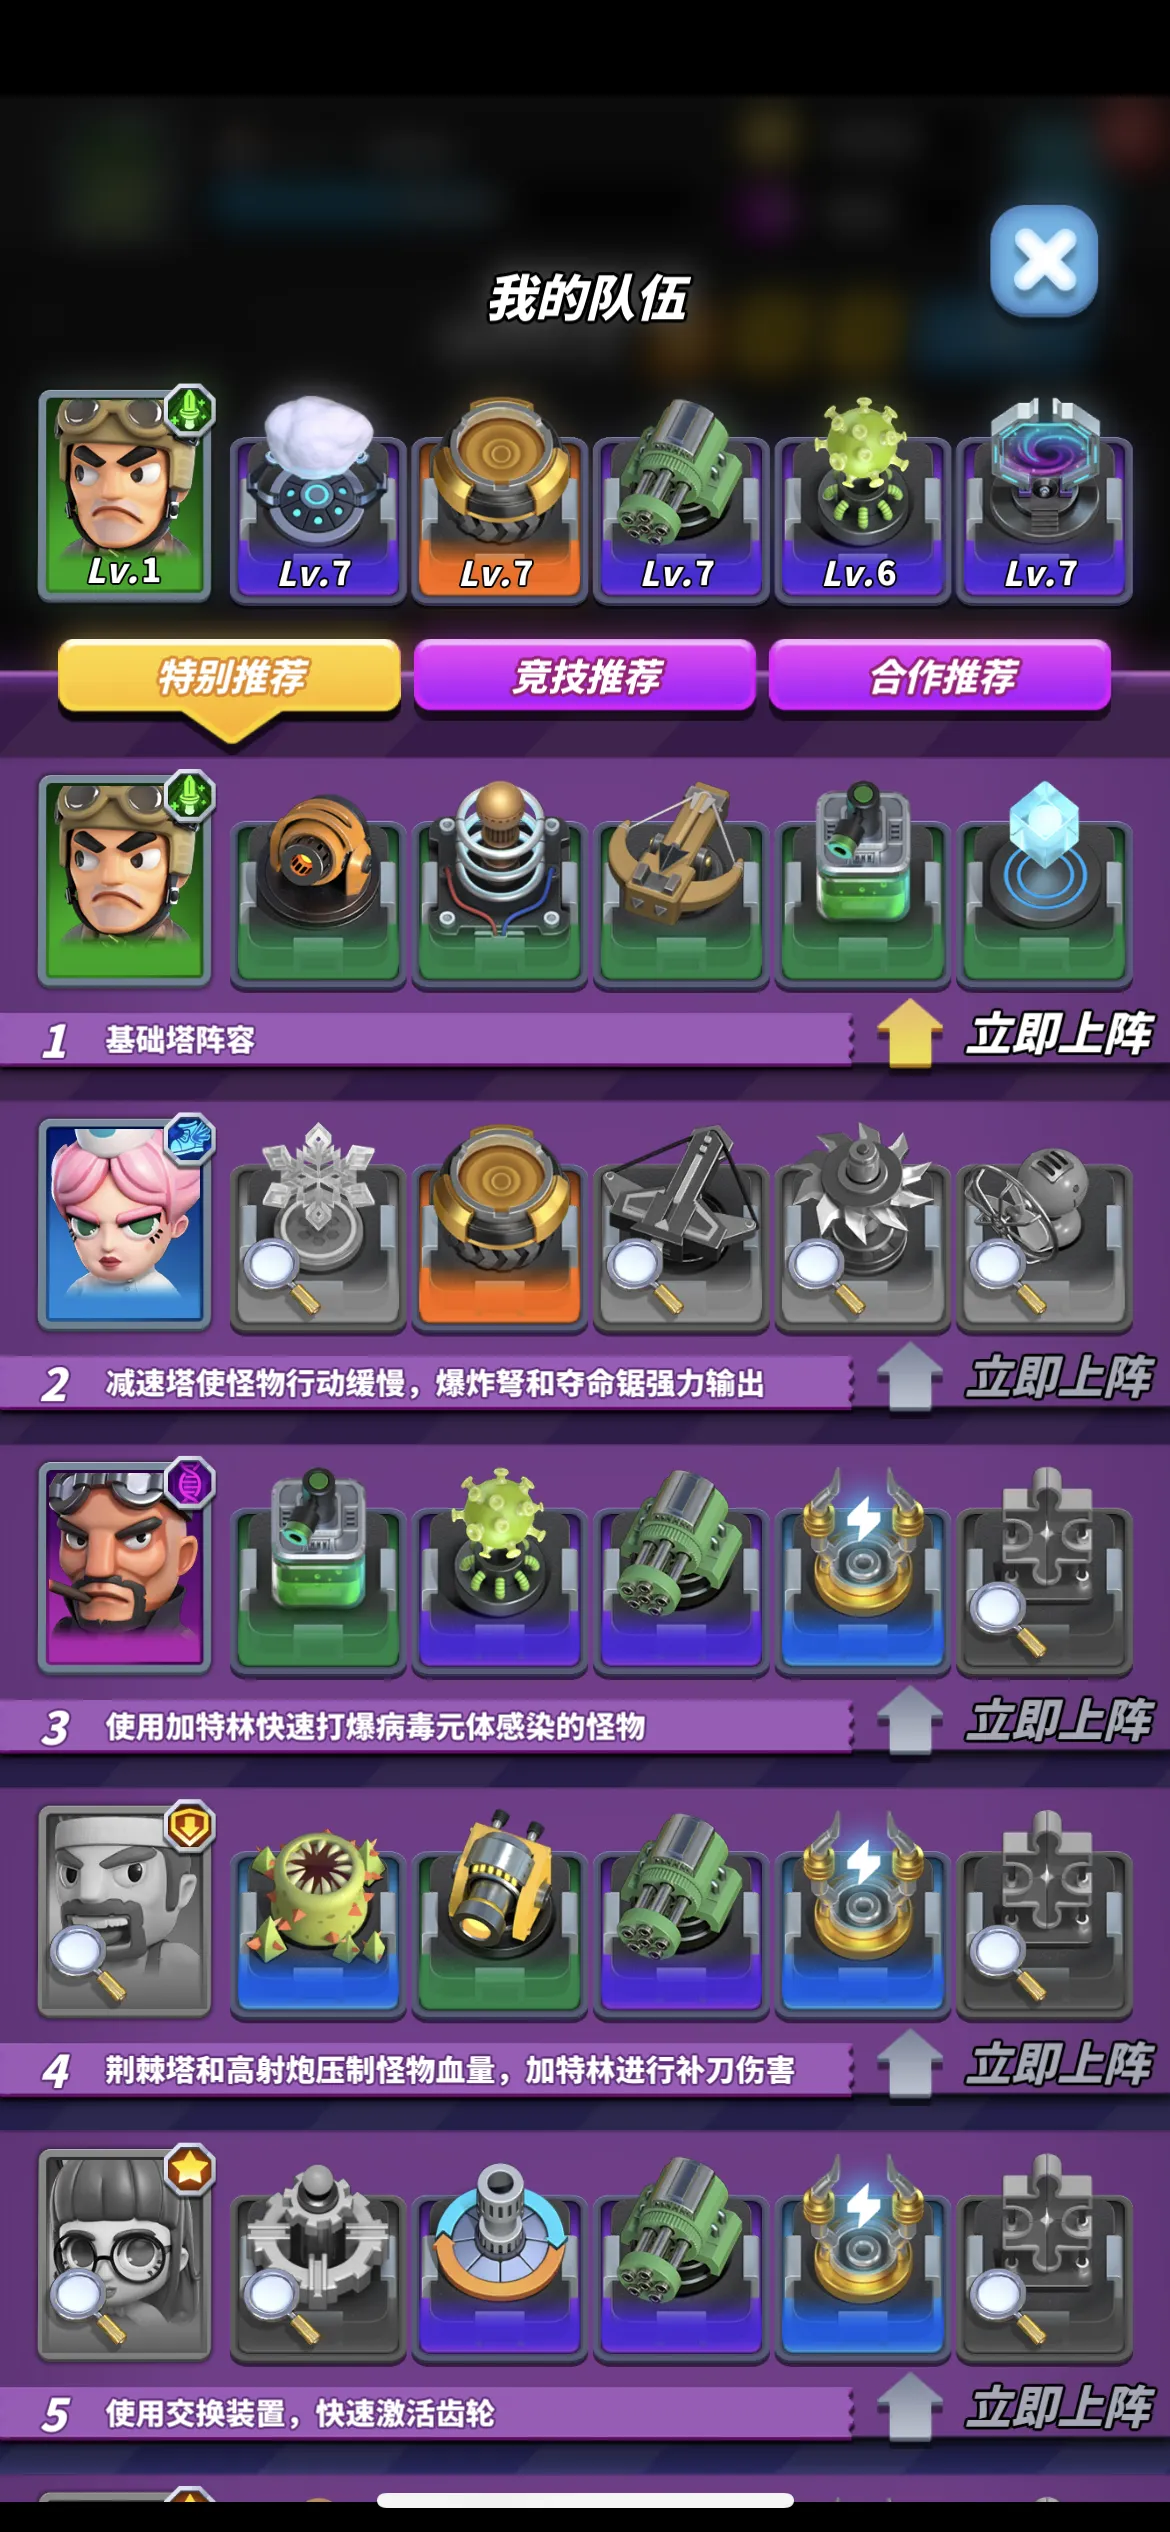 我的队伍
Lv.1 Lv.7 Lv.7 Lv.7 Lv.6 Lv.7
特别推荐 竞技推荐 合作推荐
1 基础塔阵容 立即上阵
2 减速塔使怪物行动缓慢，爆炸弩和夺命锯强力输出 立即上阵
3 使用加特林快速打爆病毒元体感染的怪物 立即上阵
4 荆棘塔和高射炮压制怪物血量，加特林进行补刀伤害 立即上阵
5 使用交换装置，快速激活齿轮 立即上阵